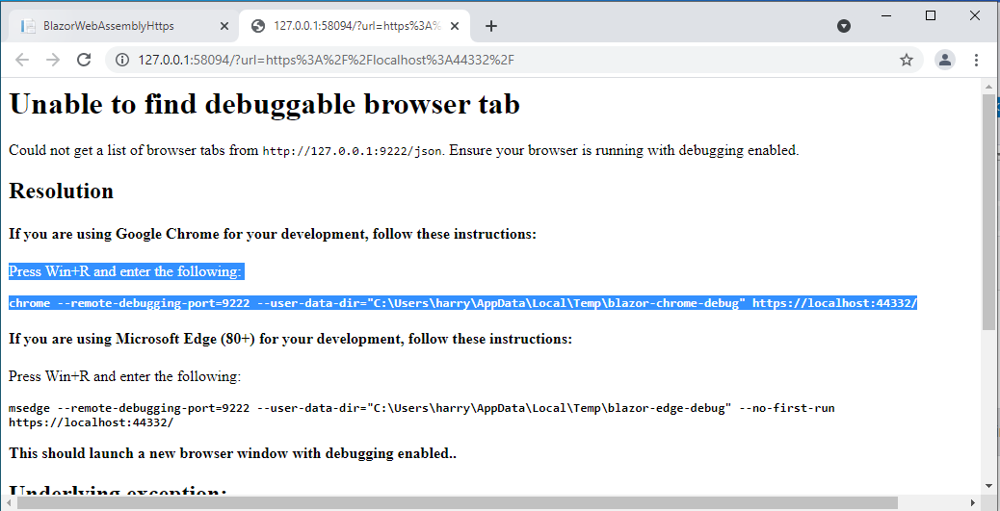 BlazorWebAssemblyHttps
127.0.0.1:58094/?url=https%3A%
127.0.0.1:58094/?url=https%3A%2F%2Flocalhost%3A44332%2F
Unable to find debuggable browser tab
Could not get a list of browser tabs from http://127.0.0.1:9222/json. Ensure your browser is running with debugging enabled.
Resolution
If you are using Google Chrome for your development, follow these instructions:
Press Win+R and enter the following:
chrome --remote-debugging-port=9222 --user-data-dir="C:\Users\harry\AppData\Local\Temp\blazor-chrome-debug" https://localhost:44332/
If you are using Microsoft Edge (80+) for your development, follow these instructions:
Press Win+R and enter the following:
msedge --remote-debugging-port=9222 --user-data-dir="C:\Users\harry\AppData\Local\Temp\blazor-edge-debug" --no-first-run
https://localhost:44332/
This should launch a new browser window with debugging enabled..
Underlying exception: